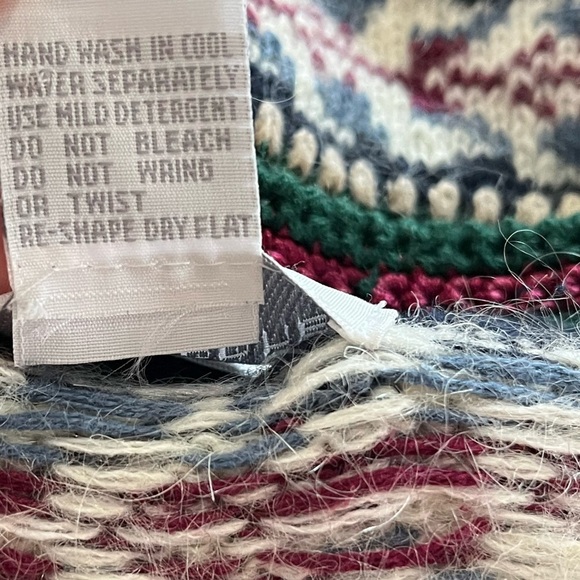 HAND WASH IN COOL
WATER SEPARATELY
USE MILD DETERGENT
DO NOT BLEACH
DO NOT WRING
OR TWIST
RE-SHAPE DRY FLAT